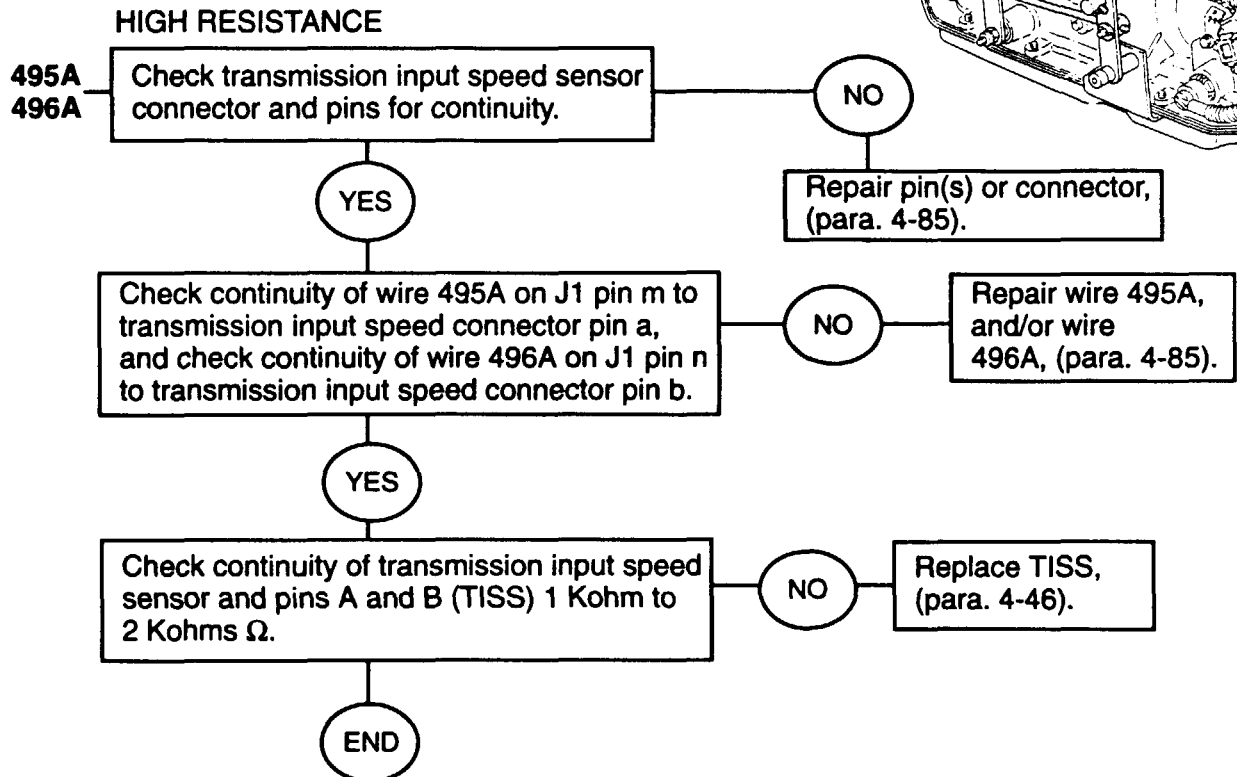 HIGH RESISTANCE
495A
496A
Check transmission input speed sensor
connector and pins for continuity.
NO
YES
Repair pin(s) or connector,
(para. 4-85).
Check continuity of wire 495A on J1 pin m to
transmission input speed connector pin a,
and check continuity of wire 496A on J1 pin n
to transmission input speed connector pin b.
NO
Repair wire 495A,
and/or wire
496A, (para. 4-85).
YES
Check continuity of transmission input speed
sensor and pins A and B (TISS) 1 Kohm to
2 Kohms Ω.
NO
Replace TISS,
(para. 4-46).
END